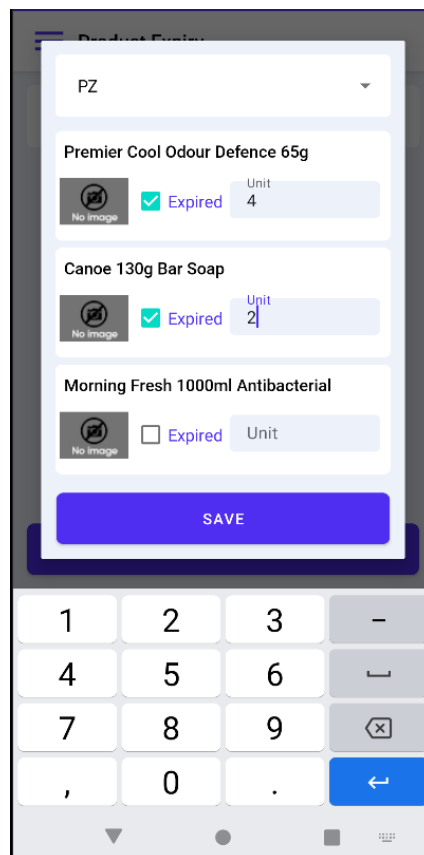 Product Expiry
PZ
Premier Cool Odour Defence 65g
No image
Expired
Unit
4
Canoe 130g Bar Soap
No image
Expired
Unit
2
Morning Fresh 1000ml Antibacterial
No image
Expired
Unit
SAVE
1 2 3 -
4 5 6
7 8 9
, 0 .